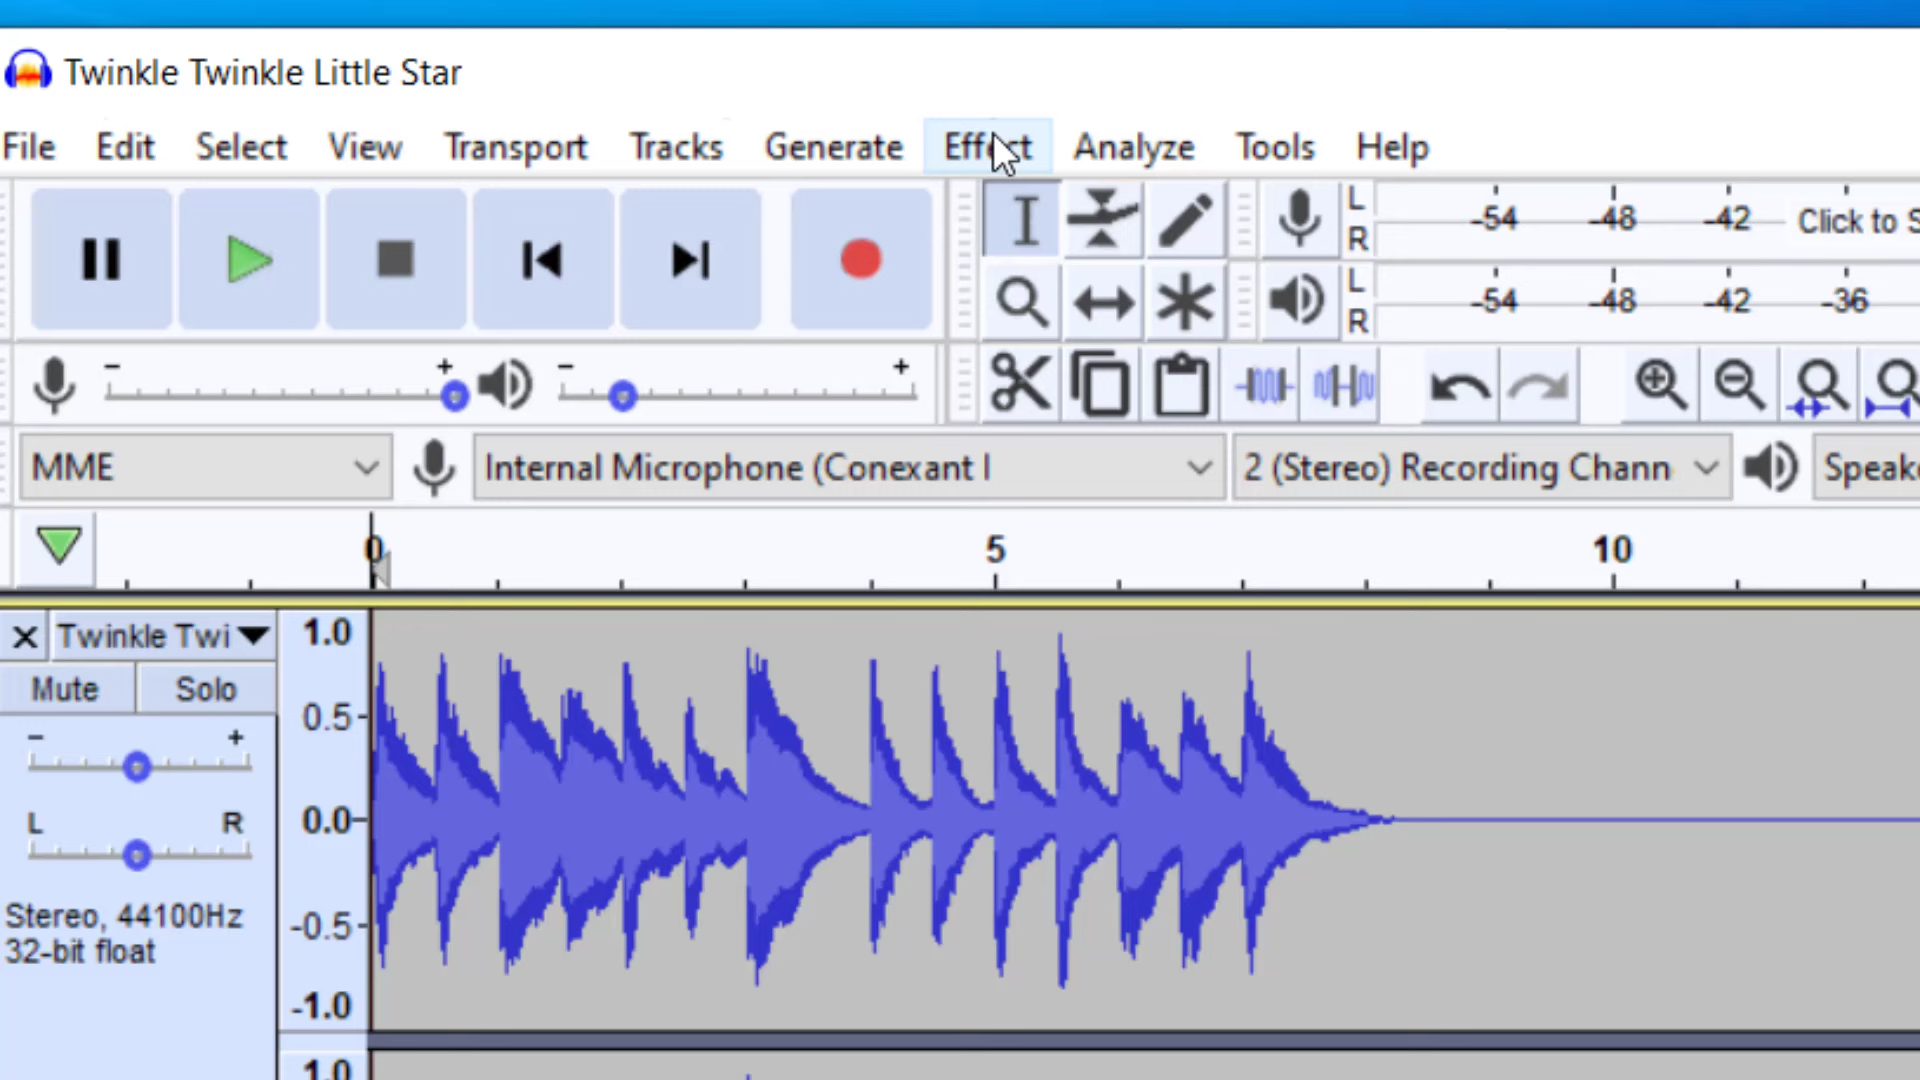 Twinkle Twinkle Little Star
File Edit Select View Transport Tracks Generate Effect Analyze Tools Help
L -54 -48 -42 Click to S
R
L -54 -48 -42 -36
R
- + - +
MME Internal Microphone (Conexant I 2 (Stereo) Recording Chann Speake
0 5 10
X Twinkle Twi 1.0
Mute Solo
0.5
- +
L R 0.0
Stereo, 44100Hz
32-bit float -0.5
-1.0
1.0